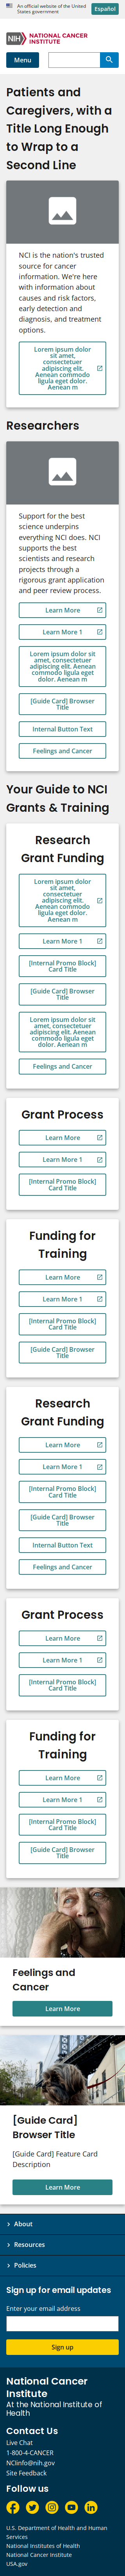 An official website of the United
States government
Español
NIH NATIONAL CANCER
INSTITUTE
Menu
Patients and
Caregivers, with a
Title Long Enough
to Wrap to a
Second Line
NCI is the nation's trusted
source for cancer
information. We're here
with information about
causes and risk factors,
early detection and
diagnosis, and treatment
options.
Lorem ipsum dolor
sit amet,
consectetuer
adipiscing elit.
Aenean commodo
ligula eget dolor.
Aenean m
Researchers
Support for the best
science underpins
everything NCI does. NCI
supports the best
scientists and research
projects through a
rigorous grant application
and peer review process.
Learn More
Learn More 1
Lorem ipsum dolor sit
amet, consectetuer
adipiscing elit. Aenean
commodo ligula eget
dolor. Aenean m
[Guide Card] Browser
Title
Internal Button Text
Feelings and Cancer
Your Guide to NCI
Grants & Training
Research
Grant Funding
Lorem ipsum dolor
sit amet,
consectetuer
adipiscing elit.
Aenean commodo
ligula eget dolor.
Aenean m
Learn More 1
[Internal Promo Block]
Card Title
[Guide Card] Browser
Title
Lorem ipsum dolor sit
amet, consectetuer
adipiscing elit. Aenean
commodo ligula eget
dolor. Aenean m
Feelings and Cancer
Grant Process
Learn More
Learn More 1
[Internal Promo Block]
Card Title
Funding for
Training
Learn More
Learn More 1
[Internal Promo Block]
Card Title
[Guide Card] Browser
Title
Research
Grant Funding
Learn More
Learn More 1
[Internal Promo Block]
Card Title
[Guide Card] Browser
Title
Internal Button Text
Feelings and Cancer
Grant Process
Learn More
Learn More 1
[Internal Promo Block]
Card Title
Funding for
Training
Learn More
Learn More 1
[Internal Promo Block]
Card Title
[Guide Card] Browser
Title
Feelings and
Cancer
Learn More
[Guide Card]
Browser Title
[Guide Card] Feature Card
Description
Learn More
About
Resources
Policies
Sign up for email updates
Enter your email address
Sign up
National Cancer
Institute
At the National Institute of
Health
Contact Us
Live Chat
1-800-4-CANCER
NCIinfo@nih.gov
Site Feedback
Follow us
U.S. Department of Health and Human
Services
National Institutes of Health
National Cancer Institute
USA.gov